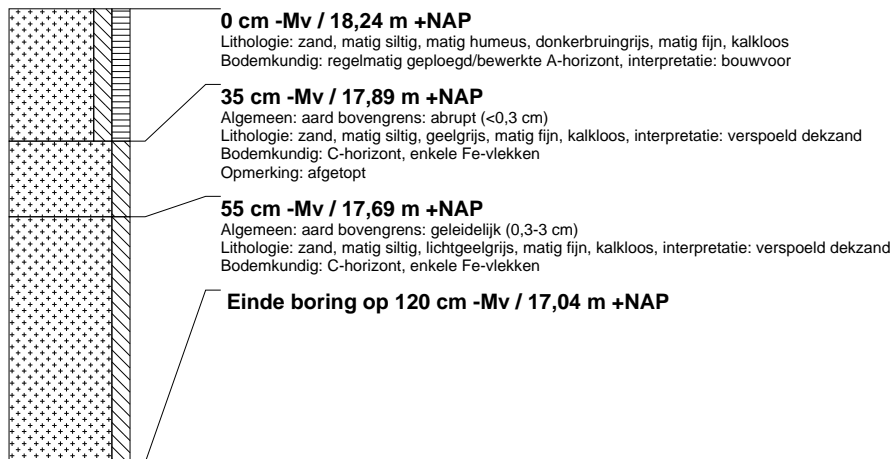 0 cm -Mv / 18,24 m +NAP
Lithologie: zand, matig siltig, matig humeus, donkerbruingrijs, matig fijn, kalkloos
Bodemkundig: regelmatig geploegd/bewerkte A-horizont, interpretatie: bouwvoor
35 cm -Mv / 17,89 m +NAP
Algemeen: aard bovengrens: abrupt (<0,3 cm)
Lithologie: zand, matig siltig, geelgrijs, matig fijn, kalkloos, interpretatie: verspoeld dekzand
Bodemkundig: C-horizont, enkele Fe-vlekken
Opmerking: afgetopt
55 cm -Mv / 17,69 m +NAP
Algemeen: aard bovengrens: geleidelijk (0,3-3 cm)
Lithologie: zand, matig siltig, lichtgeelgrijs, matig fijn, kalkloos, interpretatie: verspoeld dekzand
Bodemkundig: C-horizont, enkele Fe-vlekken
Einde boring op 120 cm -Mv / 17,04 m +NAP